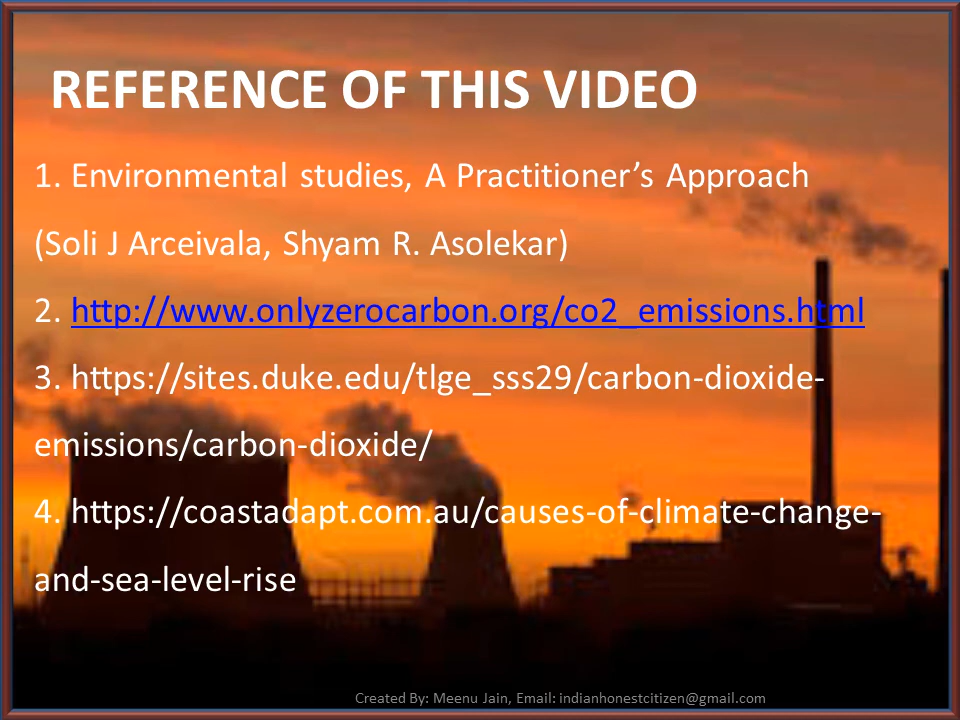 REFERENCE OF THIS VIDEO
1. Environmental studies, A Practitioner’s Approach
(Soli J Arceivala, Shyam R. Asolekar)
2. http://www.onlyzerocarbon.org/co2_emissions.html
3. https://sites.duke.edu/tlge_sss29/carbon-dioxide-
emissions/carbon-dioxide/
4. https://coastadapt.com.au/causes-of-climate-change-
and-sea-level-rise
Created By: Meenu Jain, Email: indianhonestcitizen@gmail.com